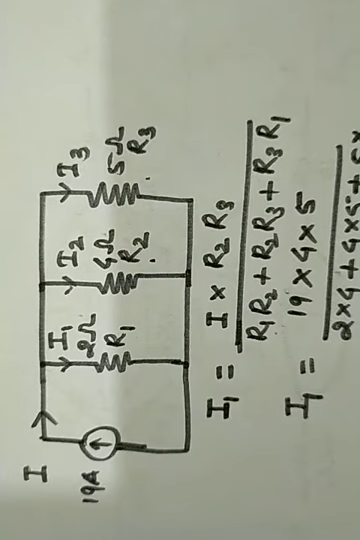 I
19A
I1
2Ω
R1
I2
4Ω
R2
I3
5Ω
R3
I1 = I × R2 R3
R1R2 + R2R3 + R3R1
I1 = 19 × 4 × 5
2×4 + 4×5 + 5×